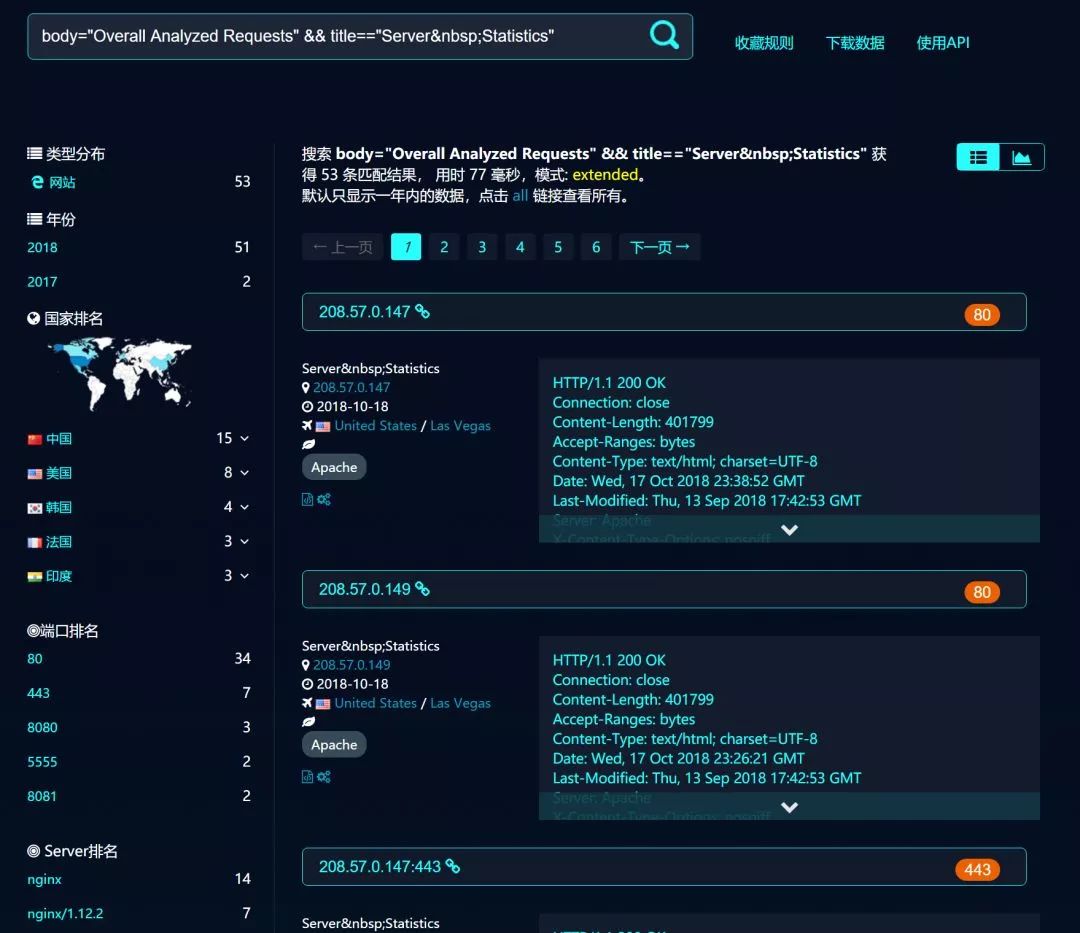 body="Overall Analyzed Requests" && title=="Server&nbsp;Statistics"
收藏规则 下载数据 使用API
类型分布
网站 53
年份
2018 51
2017 2
国家排名
中国 15
美国 8
韩国 4
法国 3
印度 3
端口排名
80 34
443 7
8080 3
5555 2
8081 2
Server排名
nginx 14
nginx/1.12.2 7
搜索 body="Overall Analyzed Requests" && title=="Server&nbsp;Statistics" 获
得 53 条匹配结果， 用时 77 毫秒，模式: extended。
默认只显示一年内的数据，点击 all 链接查看所有。
←上一页 1 2 3 4 5 6 下一页→
208.57.0.147 80
Server&nbsp;Statistics
208.57.0.147
2018-10-18
United States / Las Vegas
Apache
HTTP/1.1 200 OK
Connection: close
Content-Length: 401799
Accept-Ranges: bytes
Content-Type: text/html; charset=UTF-8
Date: Wed, 17 Oct 2018 23:38:52 GMT
Last-Modified: Thu, 13 Sep 2018 17:42:53 GMT
Server: Apache
X-Content-Type-Options: nosniff
208.57.0.149 80
Server&nbsp;Statistics
208.57.0.149
2018-10-18
United States / Las Vegas
Apache
HTTP/1.1 200 OK
Connection: close
Content-Length: 401799
Accept-Ranges: bytes
Content-Type: text/html; charset=UTF-8
Date: Wed, 17 Oct 2018 23:26:21 GMT
Last-Modified: Thu, 13 Sep 2018 17:42:53 GMT
Server: Apache
X-Content-Type-Options: nosniff
208.57.0.147:443 443
Server&nbsp;Statistics